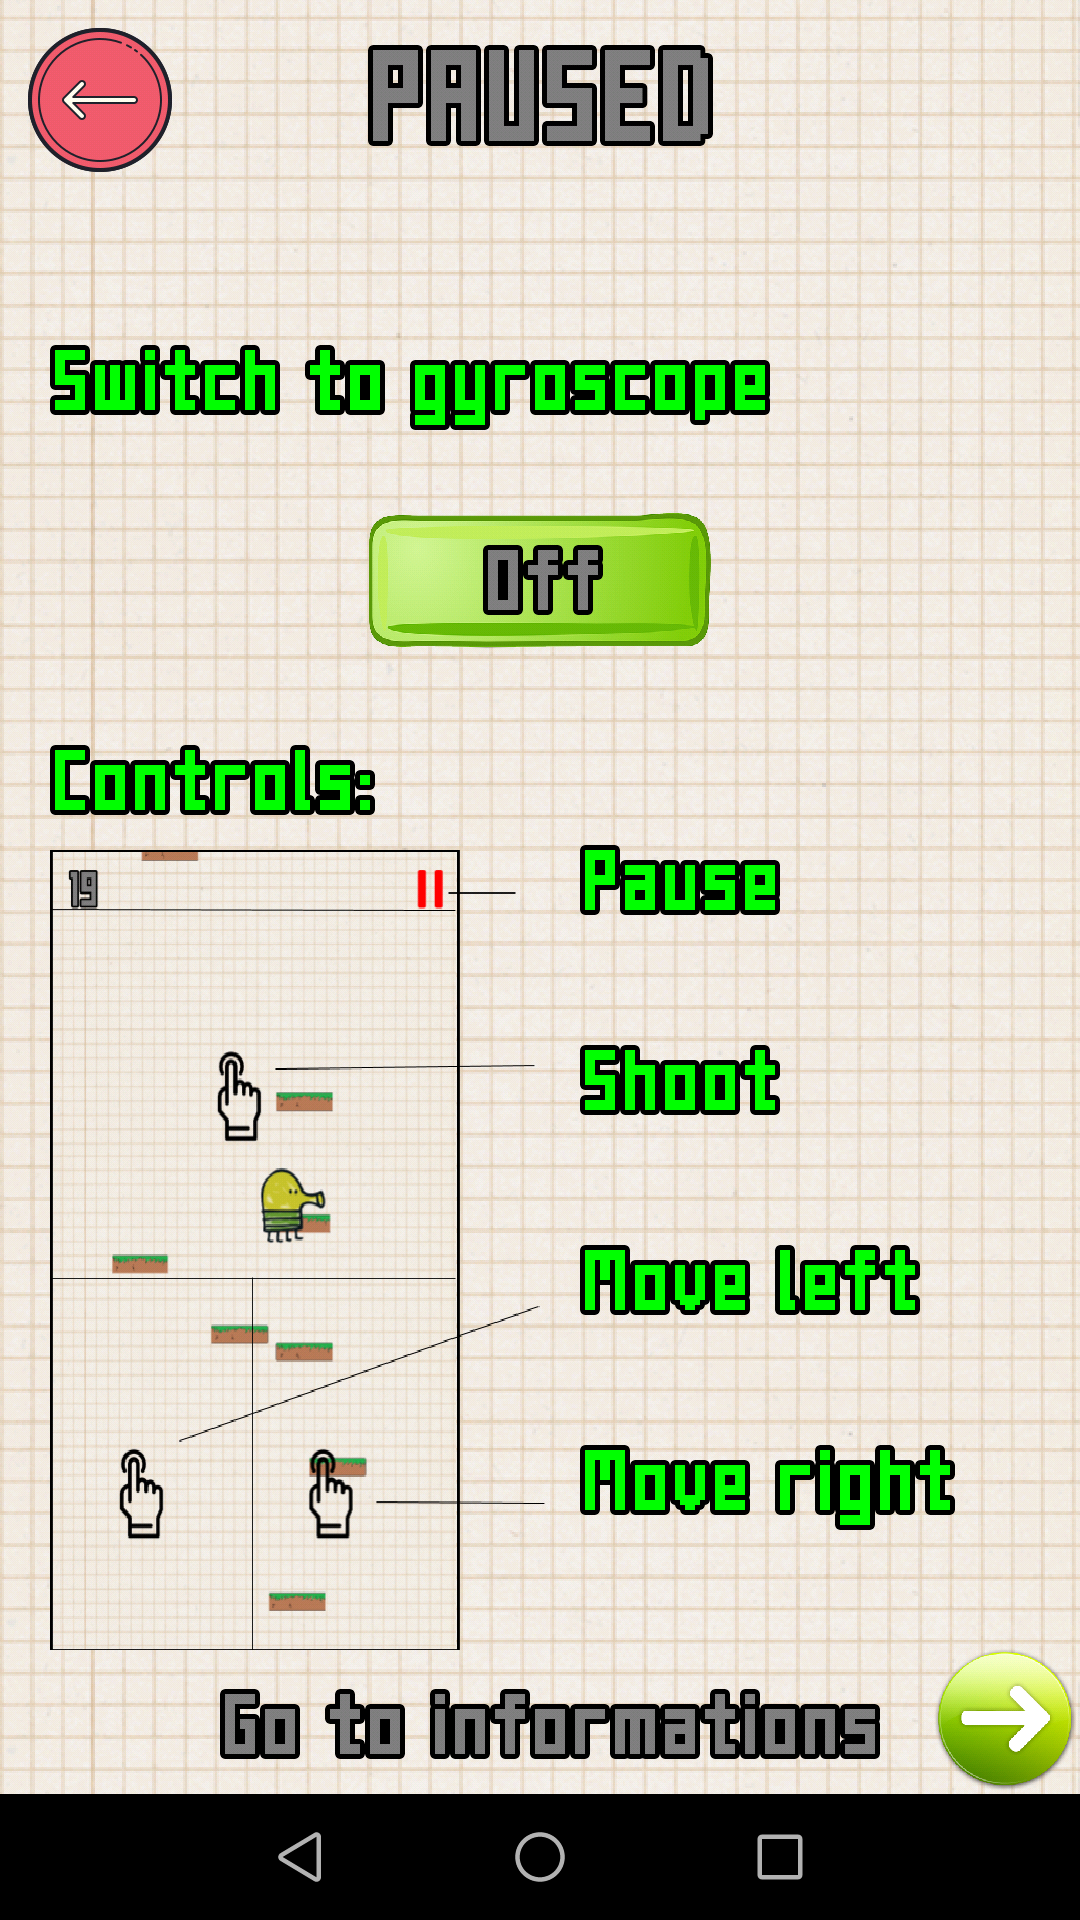 PAUSED
Switch to gyroscope
Off
Controls:
19
Pause
Shoot
Move left
Move right
Go to informations